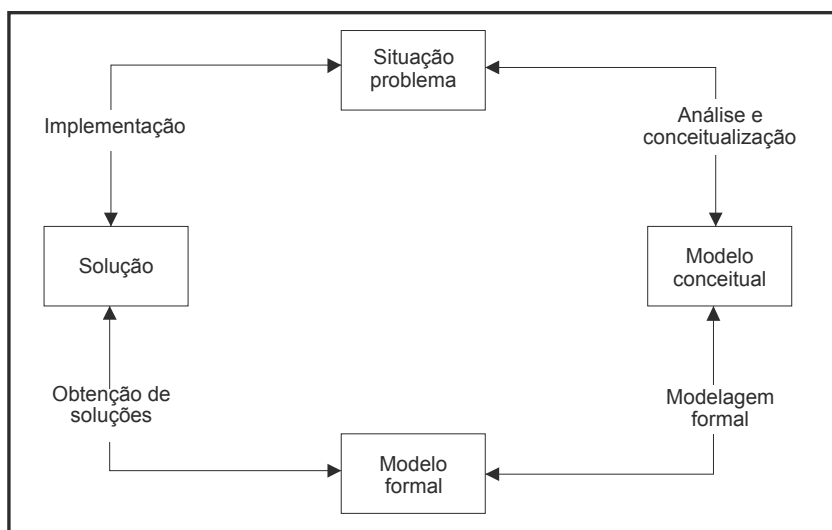 Situação
problema
Implementação
Análise e
conceitualização
Solução
Modelo
conceitual
Obtenção de
soluções
Modelagem
formal
Modelo
formal